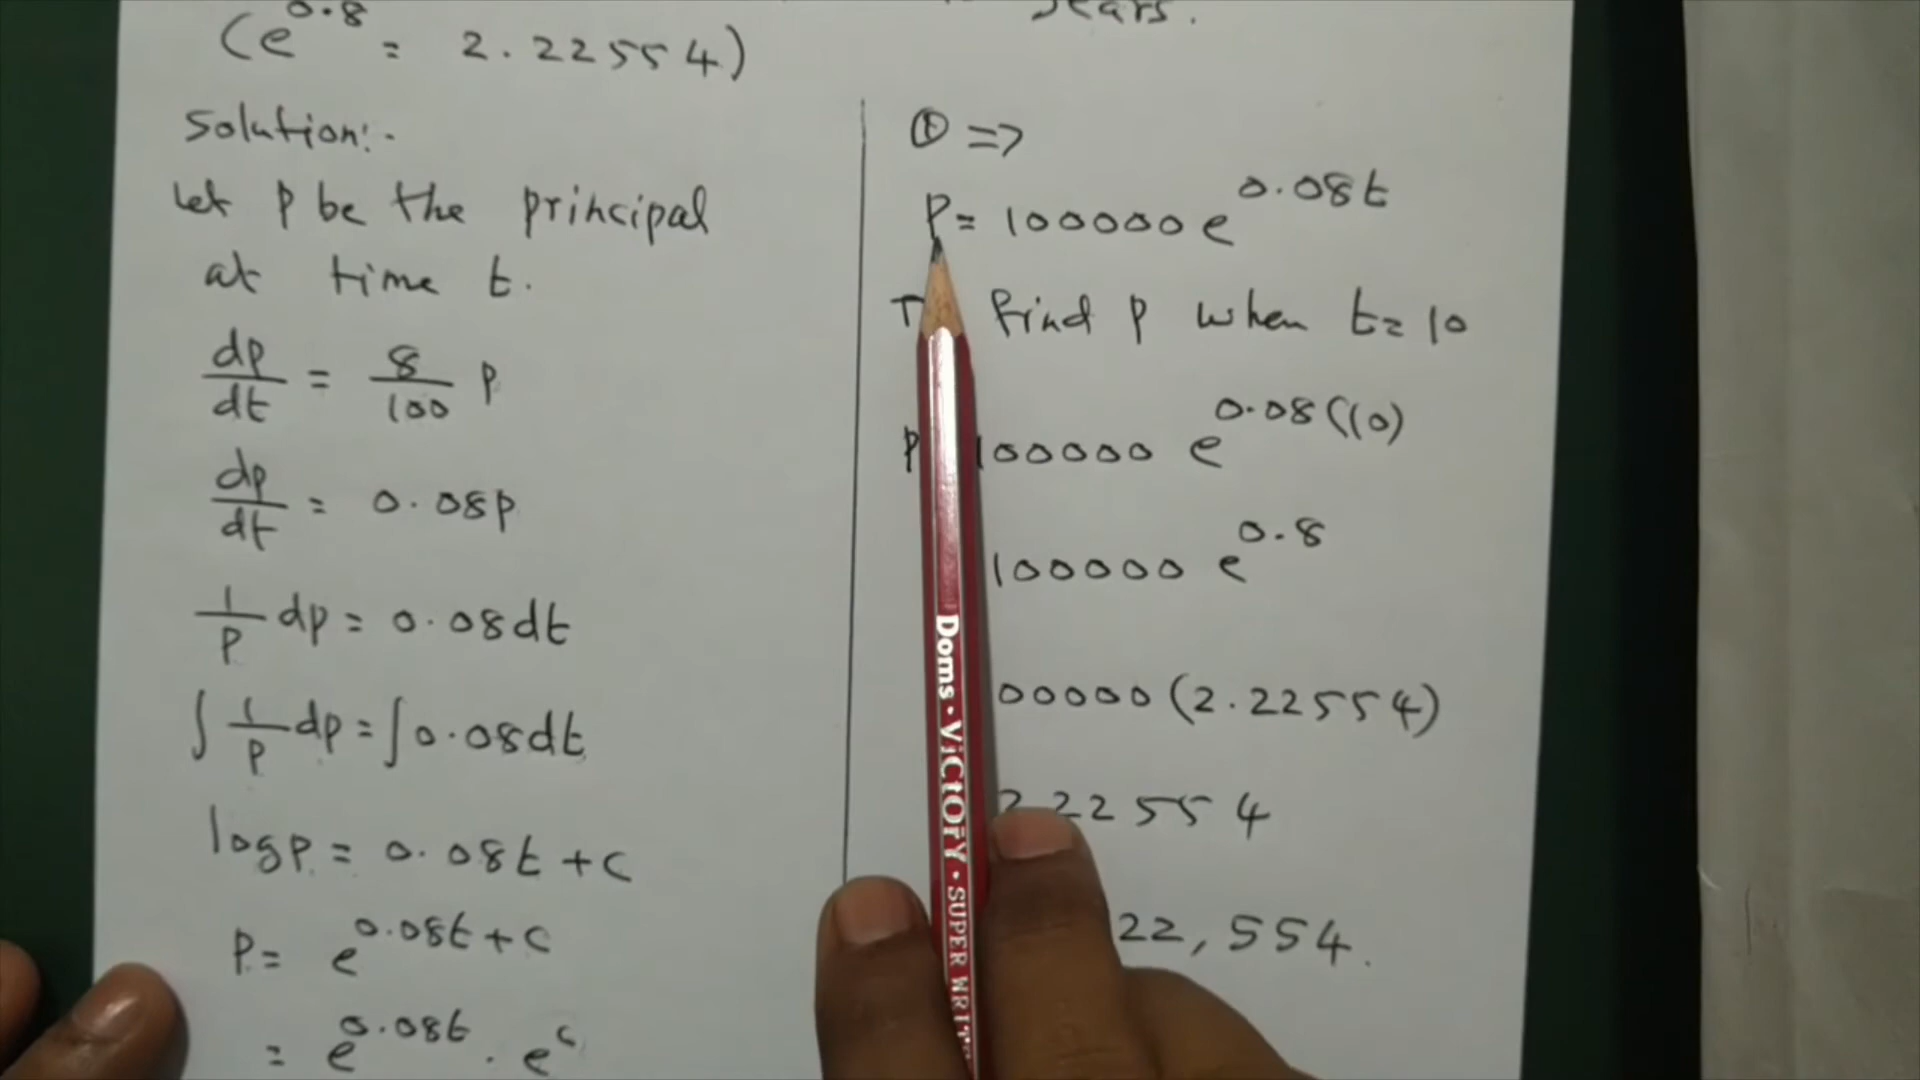 (e^0.8 = 2.22554)
years.
Solution:-
Let P be the principal
at time t.
dp/dt = 8/100 P
dp/dt = 0.08P
1/P dp = 0.08dt
∫ 1/P dp = ∫ 0.08dt
log P = 0.08t + c
P = e^0.08t + c
= e^0.08t . e^c
① =>
P = 100000 e^0.08t
find P when t = 10
P 100000 e^0.08(10)
100000 e^0.8
00000 (2.22554)
222554
22,554.
Doms · VICTORY · SUPER